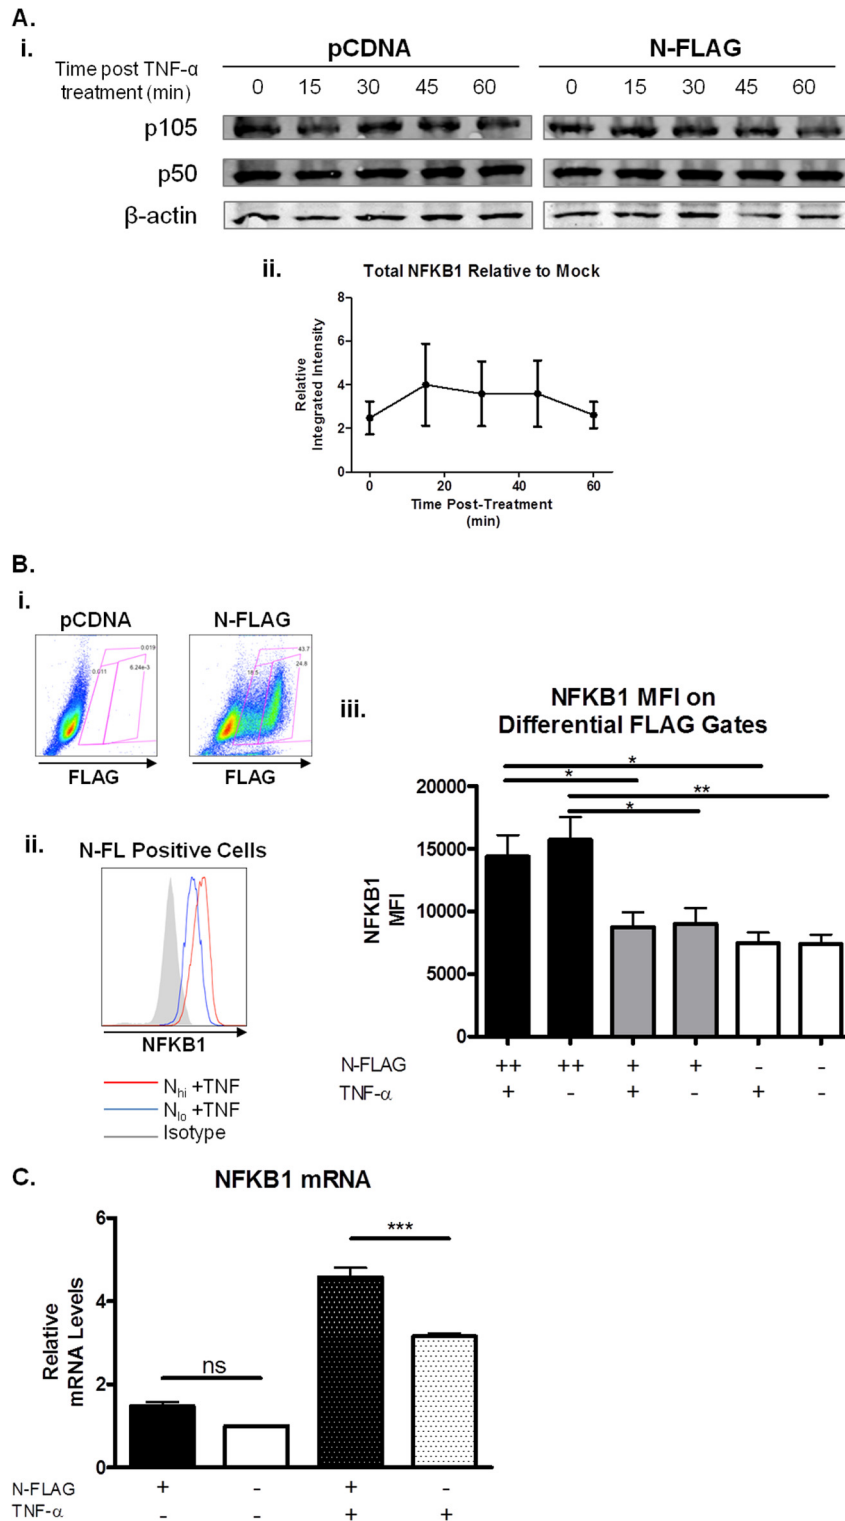 A.
i.
pCDNA
N-FLAG
Time post TNF-α
treatment (min)
0 15 30 45 60
0 15 30 45 60
p105
p50
β-actin
ii.
Total NFKB1 Relative to Mock
8
6
4
2
0
Relative
Integrated Intensity
0 20 40 60
Time Post-Treatment
(min)
B.
i.
pCDNA
N-FLAG
0.019
0.011
6.24e-3
43.7
18.5
24.8
FLAG
FLAG
ii.
N-FL Positive Cells
NFKB1
Nhi +TNF
Nlo +TNF
Isotype
iii.
NFKB1 MFI on
Differential FLAG Gates
*
*
**
*
20000
15000
10000
5000
0
NFKB1
MFI
N-FLAG ++ ++ + + - -
TNF-α + - + - + -
C.
NFKB1 mRNA
6
4
2
0
Relative
mRNA Levels
ns
***
N-FLAG + - + -
TNF-α - - + +